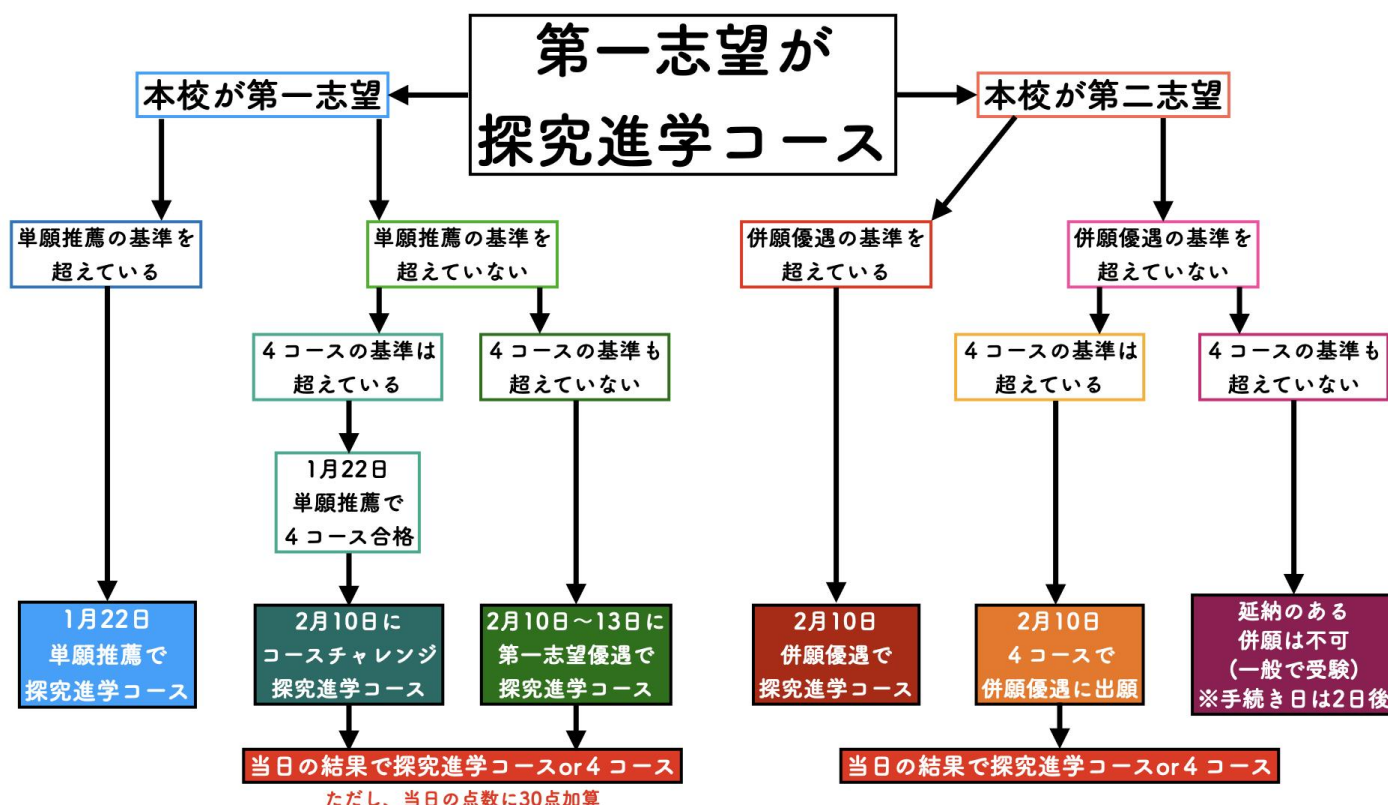 第一志望が
探究進学コース
本校が第一志望
本校が第二志望
単願推薦の基準を
超えている
単願推薦の基準を
超えていない
併願優遇の基準を
超えている
併願優遇の基準を
超えていない
4コースの基準は
超えている
4コースの基準も
超えていない
4コースの基準は
超えている
4コースの基準も
超えていない
1月22日
単願推薦で
4コース合格
1月22日
単願推薦で
探究進学コース
2月10日に
コースチャレンジ
探究進学コース
2月10日〜13日に
第一志望優遇で
探究進学コース
2月10日
併願優遇で
探究進学コース
2月10日
4コースで
併願優遇に出願
延納のある
併願は不可
(一般で受験)
※手続き日は2日後
当日の結果で探究進学コースor4コース
ただし、当日の点数に30点加算
当日の結果で探究進学コースor4コース